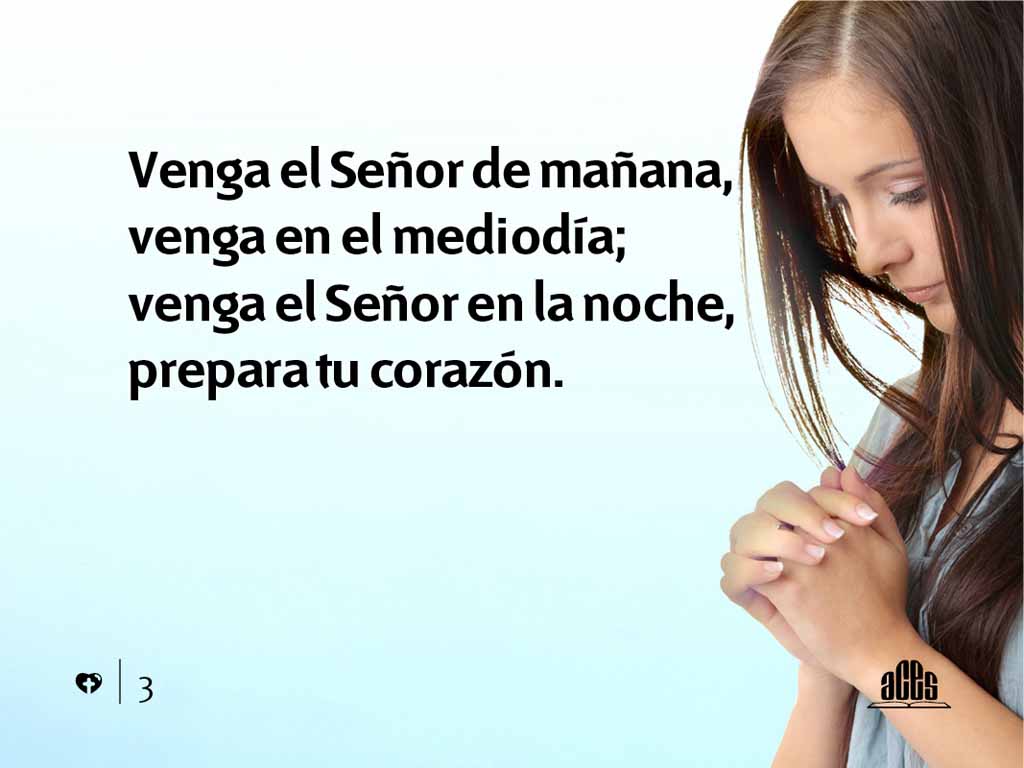 Venga el Señor de mañana,
venga en el mediodía;
venga el Señor en la noche,
prepara tu corazón.
3
aces